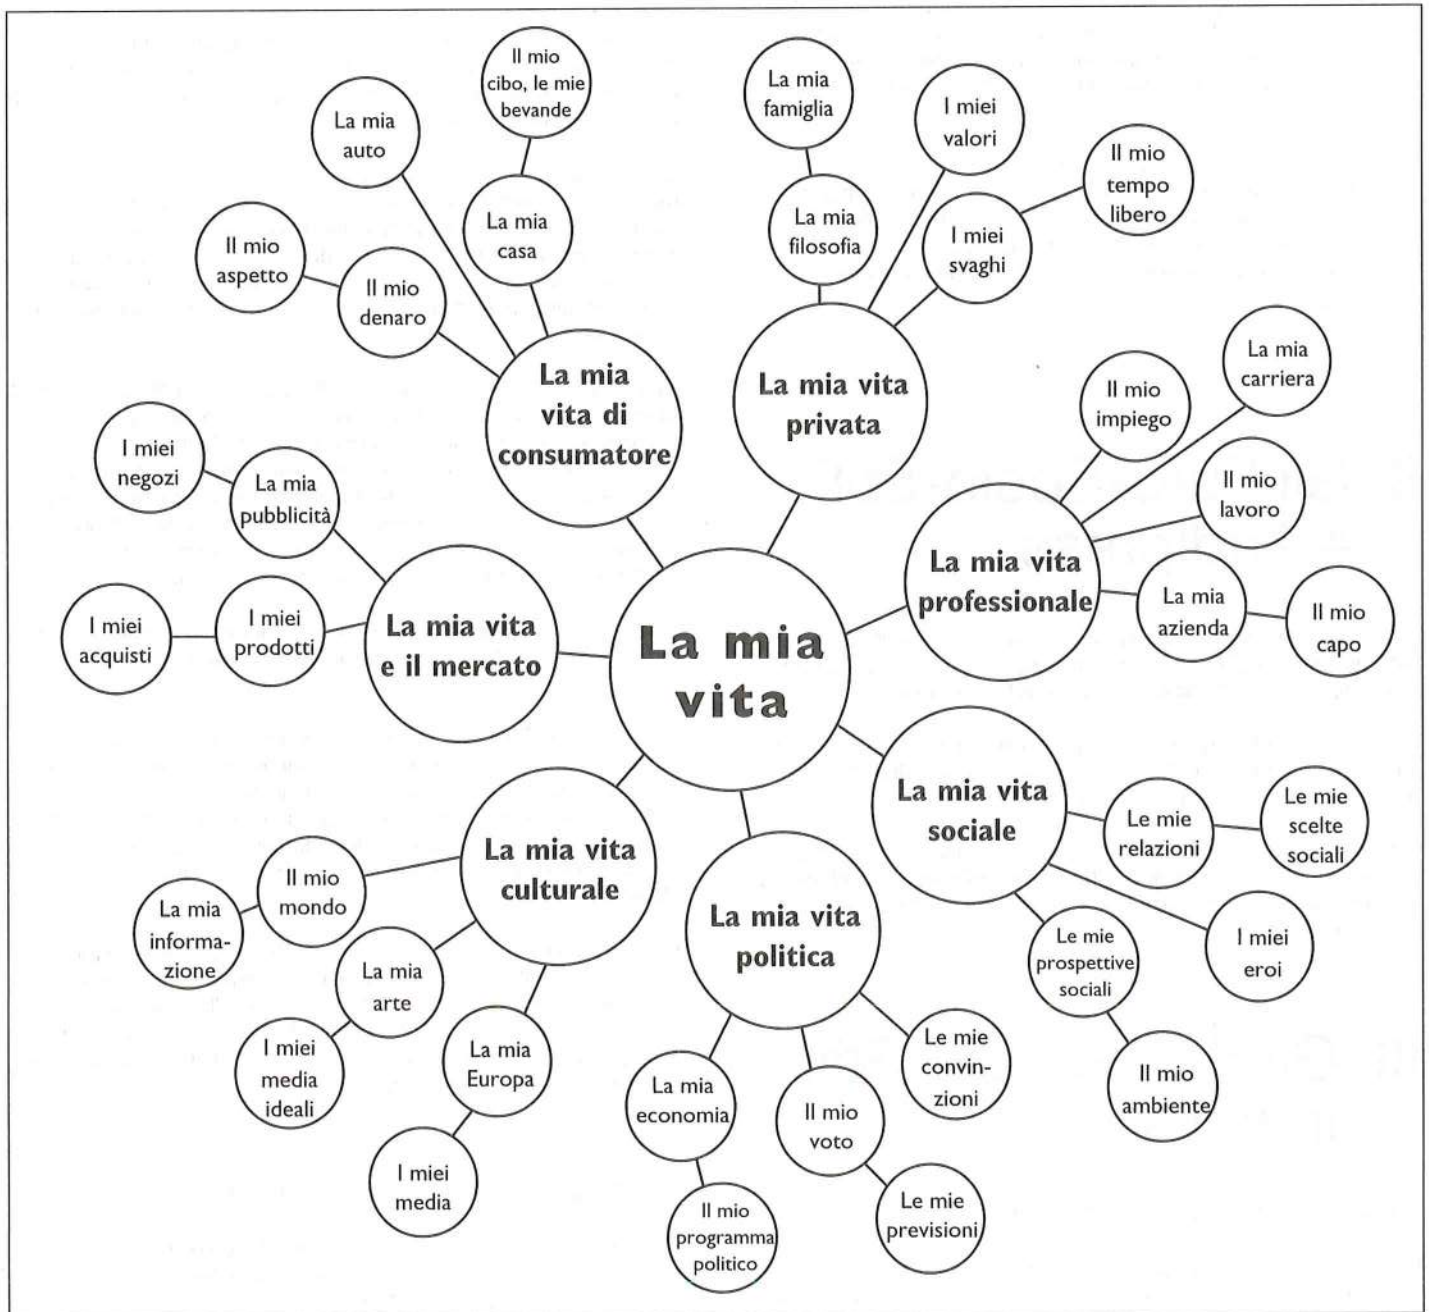 Il mio
cibo, le mie
bevande
La mia
auto
La mia
casa
Il mio
aspetto
Il mio
denaro
La mia
vita di
consumatore
La mia
famiglia
I miei
valori
Il mio
tempo
libero
La mia
filosofia
I miei
svaghi
La mia vita
privata
La mia
carriera
Il mio
impiego
Il mio
lavoro
La mia vita
professionale
La mia
azienda
Il mio
capo
I miei
negozi
La mia
pubblicità
I miei
acquisti
I miei
prodotti
La mia vita
e il mercato
La mia
vita
La mia vita
sociale
Le mie
relazioni
Le mie
scelte
sociali
Le mie
prospettive
sociali
I miei
eroi
Il mio
ambiente
La mia vita
culturale
Il mio
mondo
La mia
informa-
zione
La mia
arte
I miei
media
ideali
La mia
Europa
I miei
media
La mia vita
politica
La mia
economia
Il mio
voto
Le mie
convin-
zioni
Il mio
programma
politico
Le mie
previsioni